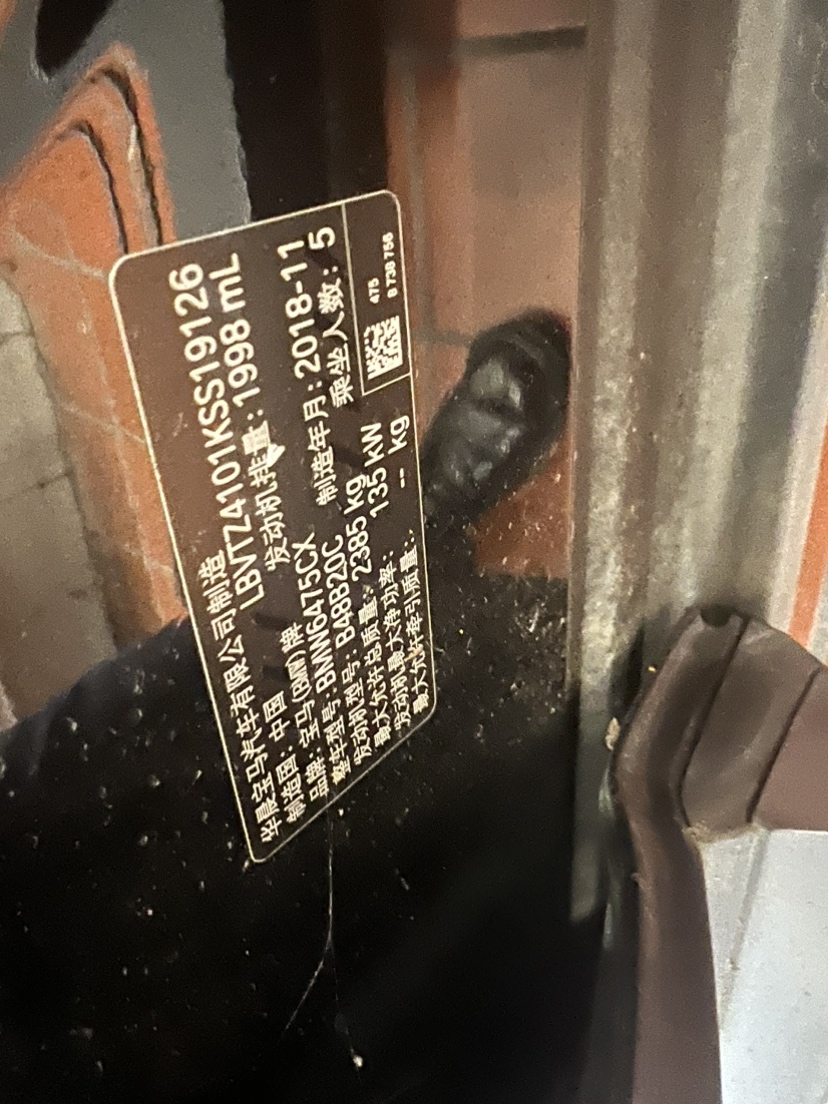 华晨宝马汽车有限公司制造
LBVTZ4101KSS19126
制造国: 中国 发动机排量: 1998 mL
品牌: 宝马(BMW)牌
整车型号: BMW6475CX 制造年月: 2018-11
发动机型号: B48B20C 乘坐人数: 5
最大允许总质量: 2385 kg
发动机最大净功率: 135 kW
最大允许牵引质量: -- kg
475
8 738 756